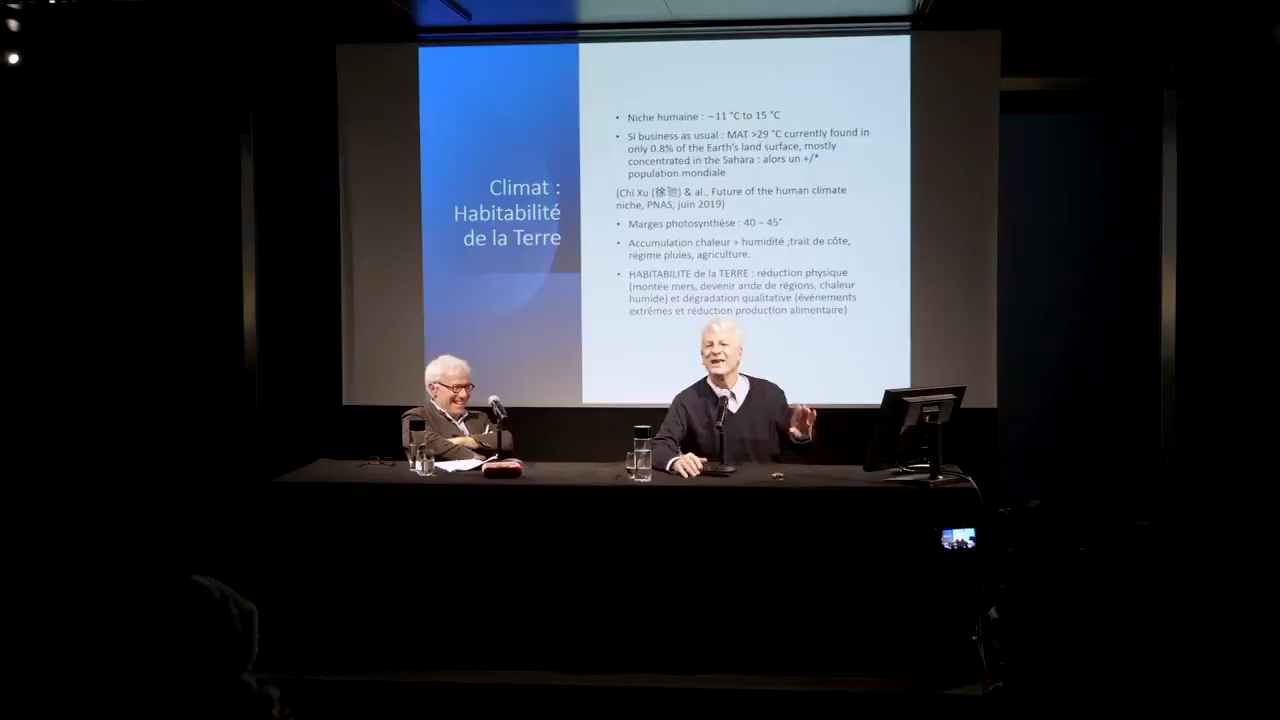 Climat :
Habitabilité
de la Terre
• Niche humaine : ~11 °C to 15 °C
• Si business as usual : MAT >29 °C currently found in
only 0.8% of the Earth's land surface, mostly
concentrated in the Sahara : alors un +/*
population mondiale
(Chi Xu (徐驰) & al., Future of the human climate
niche, PNAS, juin 2019)
• Marges photosynthèse : 40 – 45°
• Accumulation chaleur + humidité ;trait de côte,
régime pluies, agriculture.
• HABITABILITE de la TERRE : réduction physique
(montée mers, devenir ande de régions, chaleur
humide) et dégradation qualitative (événements
extrêmes et réduction production alimentaire)